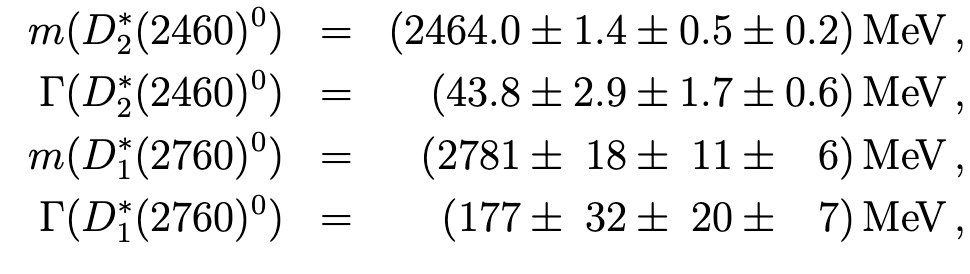 m(D₂*(2460)⁰) = (2464.0 ± 1.4 ± 0.5 ± 0.2) MeV ,
Γ(D₂*(2460)⁰) = (43.8 ± 2.9 ± 1.7 ± 0.6) MeV ,
m(D₁*(2760)⁰) = (2781 ± 18 ± 11 ± 6) MeV ,
Γ(D₁*(2760)⁰) = (177 ± 32 ± 20 ± 7) MeV ,